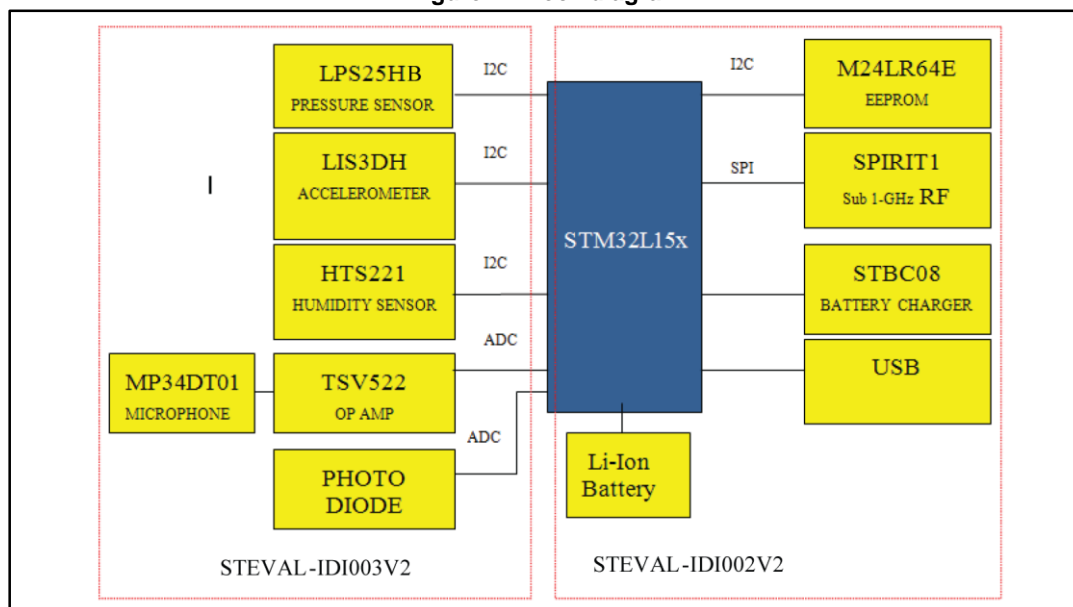 LPS25HB
PRESSURE SENSOR
I2C
I2C
M24LR64E
EEPROM
LIS3DH
ACCELEROMETER
I2C
SPI
SPIRIT1
Sub 1-GHz RF
STM32L15x
HTS221
HUMIDITY SENSOR
I2C
STBC08
BATTERY CHARGER
ADC
MP34DT01
MICROPHONE
TSV522
OP AMP
USB
ADC
PHOTO
DIODE
Li-Ion
Battery
STEVAL-IDI003V2
STEVAL-IDI002V2